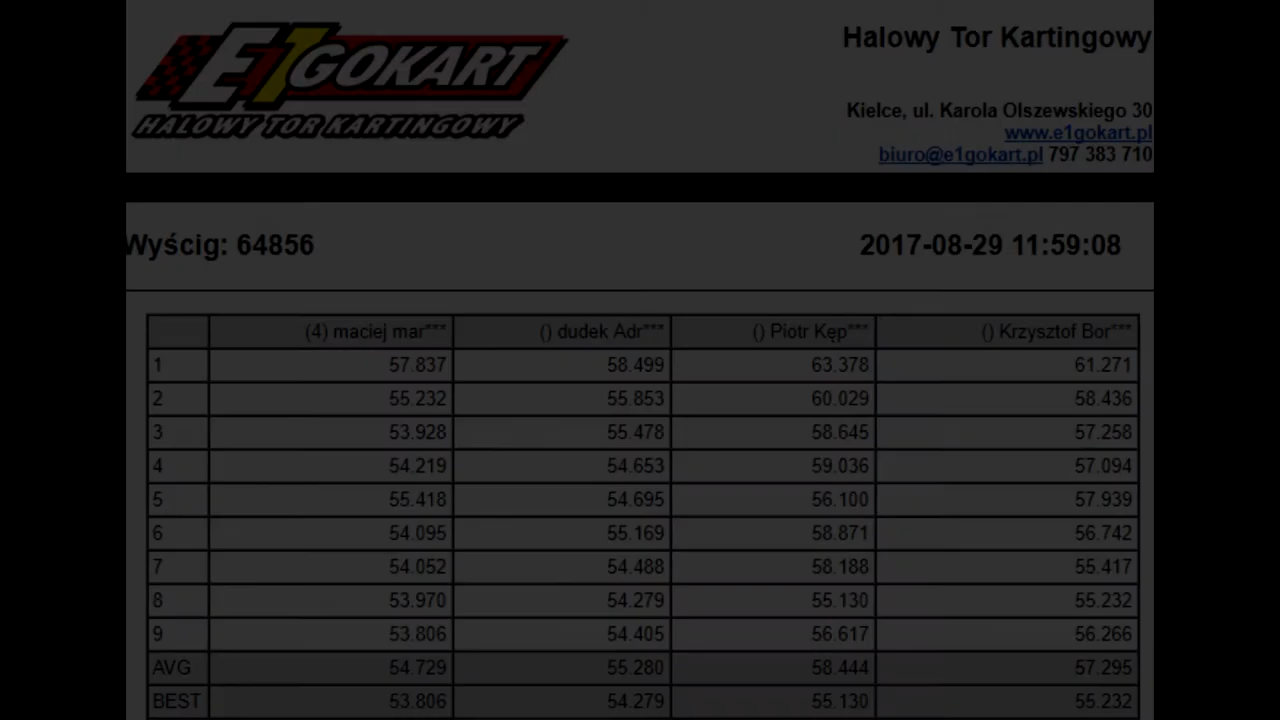 E1GOKART
HALOWY TOR KARTINGOWY
Halowy Tor Kartingowy
Kielce, ul. Karola Olszewskiego 30
www.e1gokart.pl
biuro@e1gokart.pl 797 383 710
Wyścig: 64856 2017-08-29 11:59:08
(4) maciej mar*** () dudek Adr*** () Piotr Kęp*** () Krzysztof Bor***
1 57.837 58.499 63.378 61.271
2 55.232 55.853 60.029 58.436
3 53.928 55.478 58.645 57.258
4 54.219 54.653 59.036 57.094
5 55.418 54.695 56.100 57.939
6 54.095 55.169 58.871 56.742
7 54.052 54.488 58.188 55.417
8 53.970 54.279 55.130 55.232
9 53.806 54.405 56.617 56.266
AVG 54.729 55.280 58.444 57.295
BEST 53.806 54.279 55.130 55.232